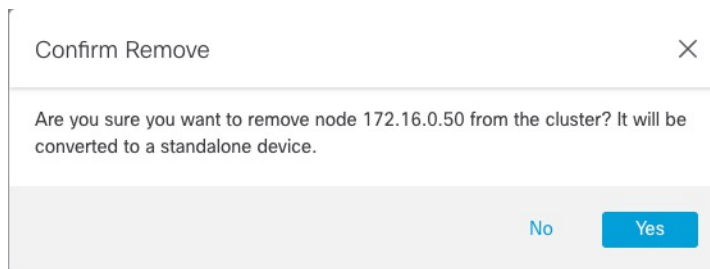 Confirm Remove
Are you sure you want to remove node 172.16.0.50 from the cluster? It will be
converted to a standalone device.
No
Yes